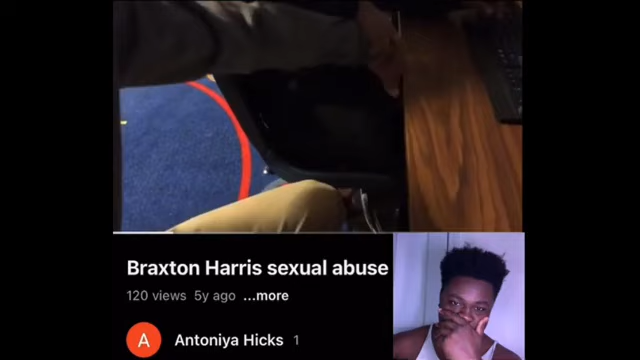 Braxton Harris sexual abuse
120 views 5y ago ...more
A Antoniya Hicks 1